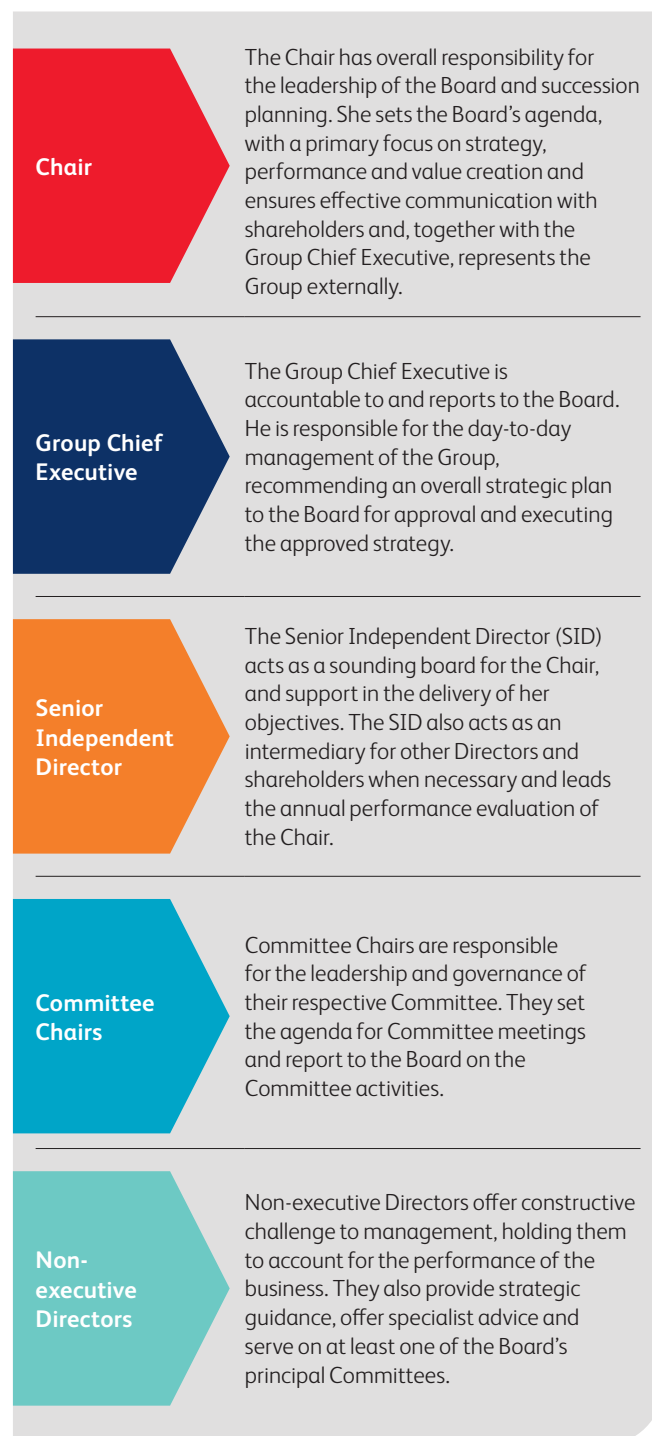 Chair
The Chair has overall responsibility for
the leadership of the Board and succession
planning. She sets the Board’s agenda,
with a primary focus on strategy,
performance and value creation and
ensures effective communication with
shareholders and, together with the
Group Chief Executive, represents the
Group externally.
Group Chief
Executive
The Group Chief Executive is
accountable to and reports to the Board.
He is responsible for the day-to-day
management of the Group,
recommending an overall strategic plan
to the Board for approval and executing
the approved strategy.
Senior
Independent
Director
The Senior Independent Director (SID)
acts as a sounding board for the Chair,
and support in the delivery of her
objectives. The SID also acts as an
intermediary for other Directors and
shareholders when necessary and leads
the annual performance evaluation of
the Chair.
Committee
Chairs
Committee Chairs are responsible
for the leadership and governance of
their respective Committee. They set
the agenda for Committee meetings
and report to the Board on the
Committee activities.
Non-
executive
Directors
Non-executive Directors offer constructive
challenge to management, holding them
to account for the performance of the
business. They also provide strategic
guidance, offer specialist advice and
serve on at least one of the Board’s
principal Committees.